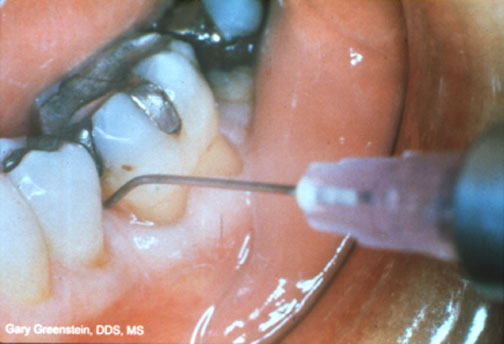 Gary Greenstein, DDS, MS